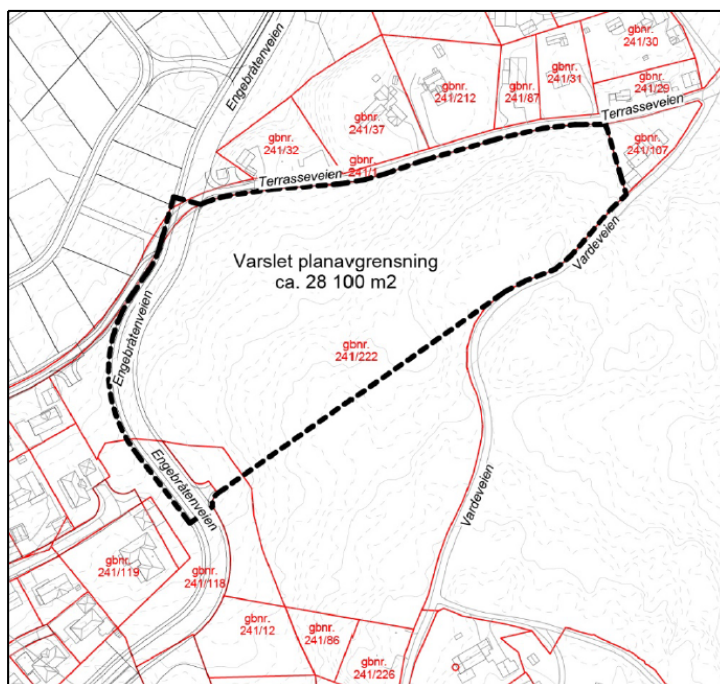 Engebråtenveien
gbnr.
241/30
gbnr.
241/212
gbnr.
241/87
gbnr.
241/31
gbnr.
241/29
Terrasseveien
gbnr.
241/37
gbnr.
241/32
gbnr.
241/1
gbnr.
241/107
Terrasseveien
Varslet planavgrensning
ca. 28 100 m2
Vardeveien
Engebråtenveien
gbnr.
241/222
Engebråtenveien
Vardeveien
gbnr.
241/119
gbnr.
241/118
gbnr.
241/12
gbnr.
241/86
gbnr.
241/226